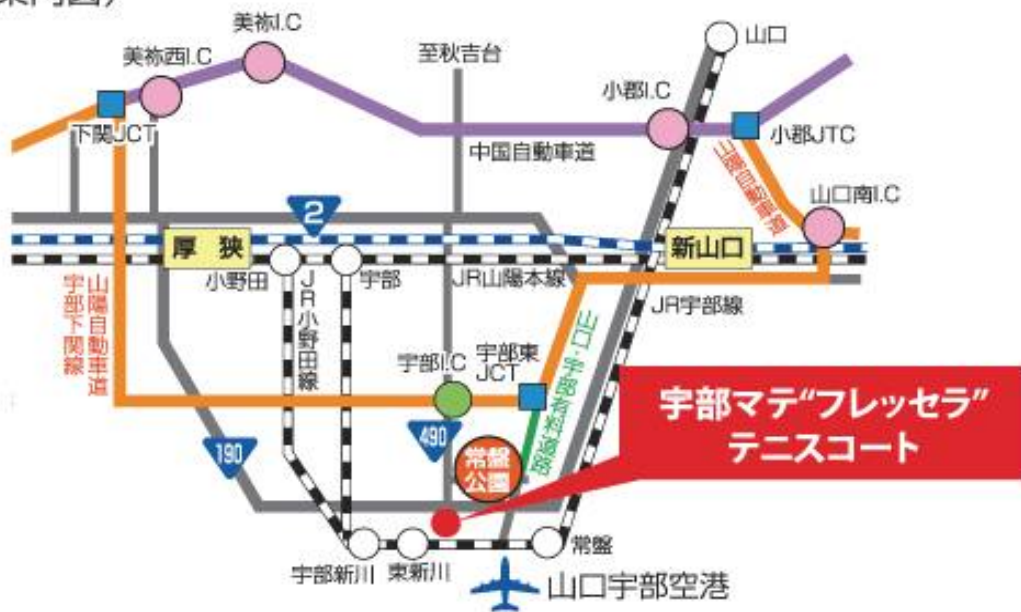 美祢I.C
山口
美祢西I.C
至秋吉台
小郡I.C
下関JCT
中国自動車道
小郡JTC
山陽自動車道
山口南I.C
2
厚 狭
新山口
小野田
宇部
JR山陽本線
JR宇部線
山陽自動車道
宇部下関線
JR小野田線
宇部I.C
宇部東
JCT
山口・宇部有料道路
宇部マテ“フレッセラ”
テニスコート
190
490
常盤
公園
宇部新川
東新川
常盤
山口宇部空港